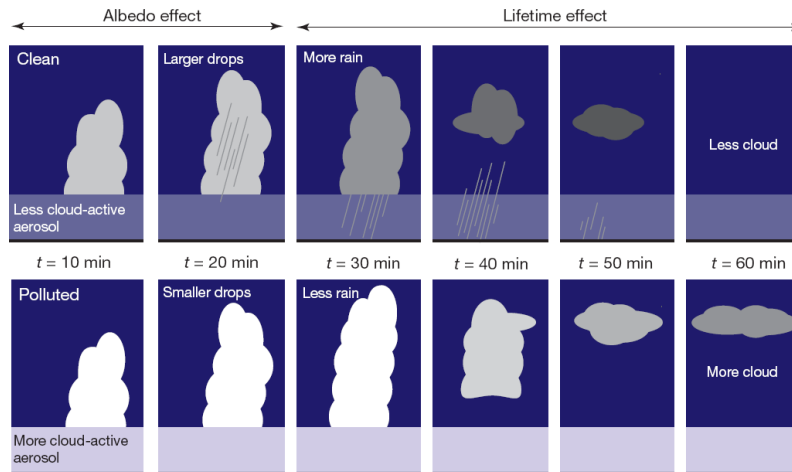 Albedo effect
Lifetime effect
Clean
Larger drops
More rain
Less cloud
Less cloud-active
aerosol
t = 10 min
t = 20 min
t = 30 min
t = 40 min
t = 50 min
t = 60 min
Polluted
Smaller drops
Less rain
More cloud
More cloud-active
aerosol